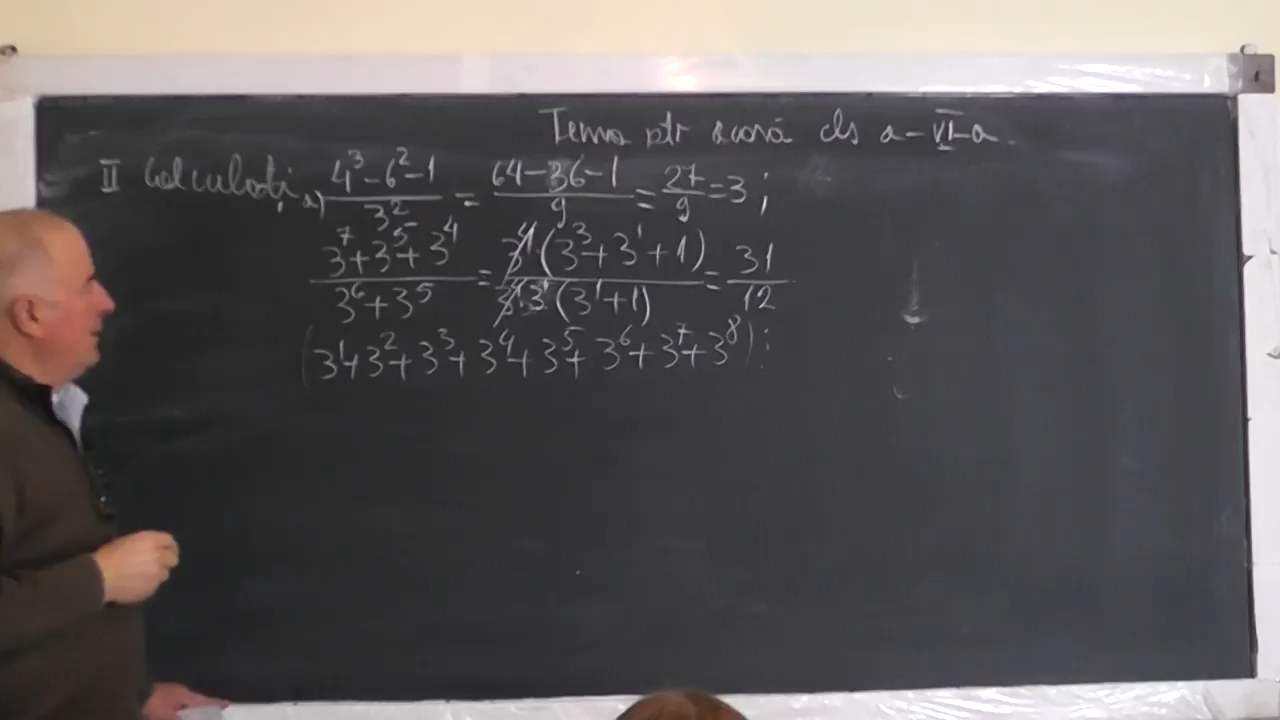 Tema ptr acasă cls a-VI-a
II Calculați a) (4³-6²-1)/3² = (64-36-1)/9 = 27/9 = 3 ;
(3⁷+3⁵+3⁴)/(3⁶+3⁵) = 3⁴·(3³+3¹+1)/(3⁴·3¹·(3¹+1)) = 31/12
(3¹+3²+3³+3⁴+3⁵+3⁶+3⁷+3⁸):